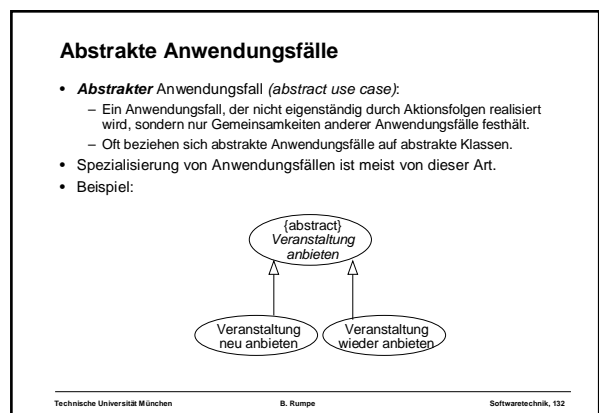 Abstrakte Anwendungsfälle
• Abstrakter Anwendungsfall (abstract use case):
– Ein Anwendungsfall, der nicht eigenständig durch Aktionsfolgen realisiert
wird, sondern nur Gemeinsamkeiten anderer Anwendungsfälle festhält.
– Oft beziehen sich abstrakte Anwendungsfälle auf abstrakte Klassen.
• Spezialisierung von Anwendungsfällen ist meist von dieser Art.
• Beispiel:
{abstract}
Veranstaltung
anbieten
Veranstaltung
neu anbieten
Veranstaltung
wieder anbieten
Technische Universität München B. Rumpe Softwaretechnik, 132